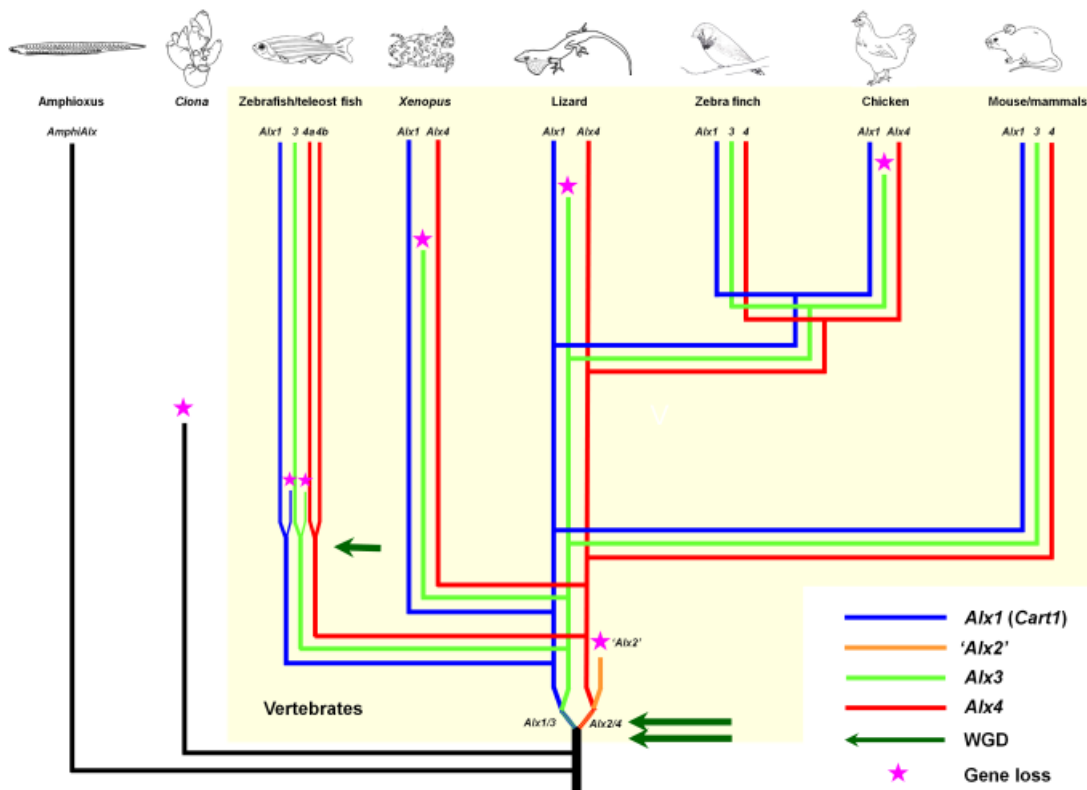 Amphioxus Ciona Zebrafish/teleost fish Xenopus Lizard Zebra finch Chicken Mouse/mammals
AmphiAlx Alx1 3 4a 4b Alx1 Alx4 Alx1 Alx4 Alx1 3 4 Alx1 Alx4 Alx1 3 4
V
Alx1 (Cart1)
'Alx2'
'Alx2'
Alx3
Vertebrates Alx1/3 Alx2/4 Alx4
WGD
Gene loss